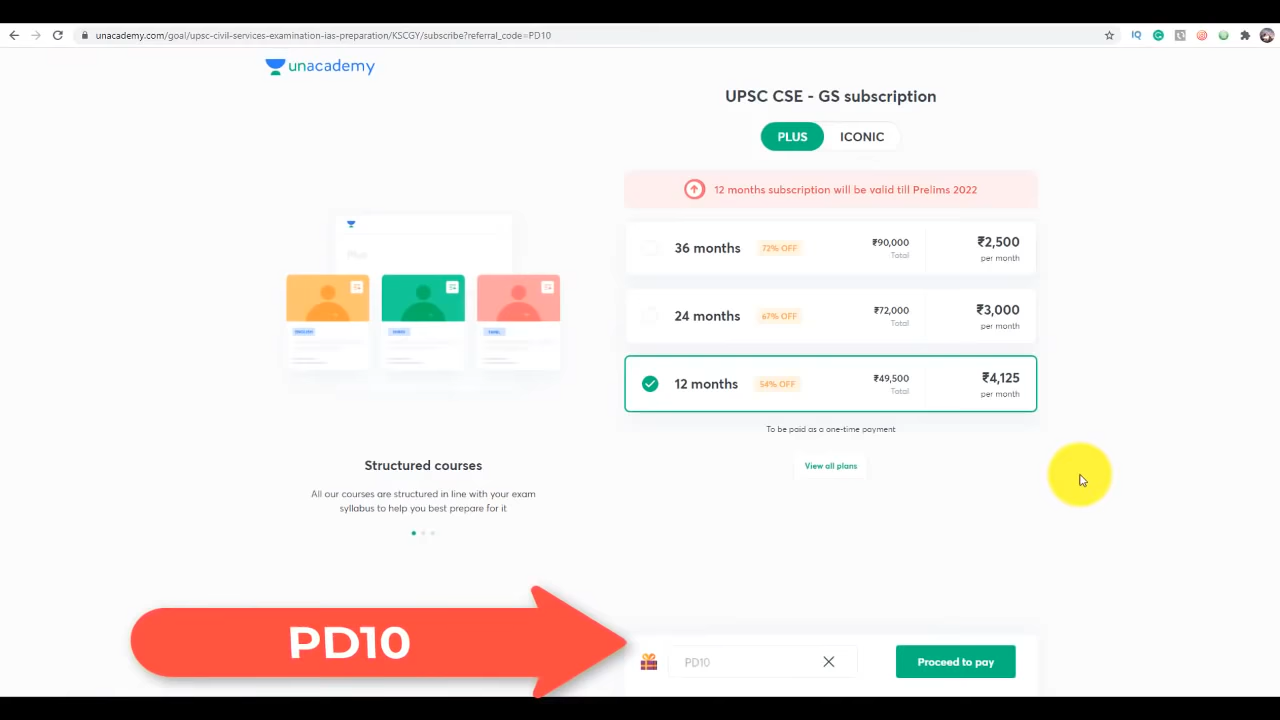 unacademy.com/goal/upsc-civil-services-examination-ias-preparation/KSCGY/subscribe?referral_code=PD10
unacademy
UPSC CSE - GS subscription
PLUS ICONIC
12 months subscription will be valid till Prelims 2022
36 months 72% OFF ₹90,000 Total ₹2,500 per month
24 months 67% OFF ₹72,000 Total ₹3,000 per month
12 months 54% OFF ₹49,500 Total ₹4,125 per month
To be paid as a one-time payment
View all plans
Plus
Structured courses
All our courses are structured in line with your exam
syllabus to help you best prepare for it
PD10
PD10
Proceed to pay